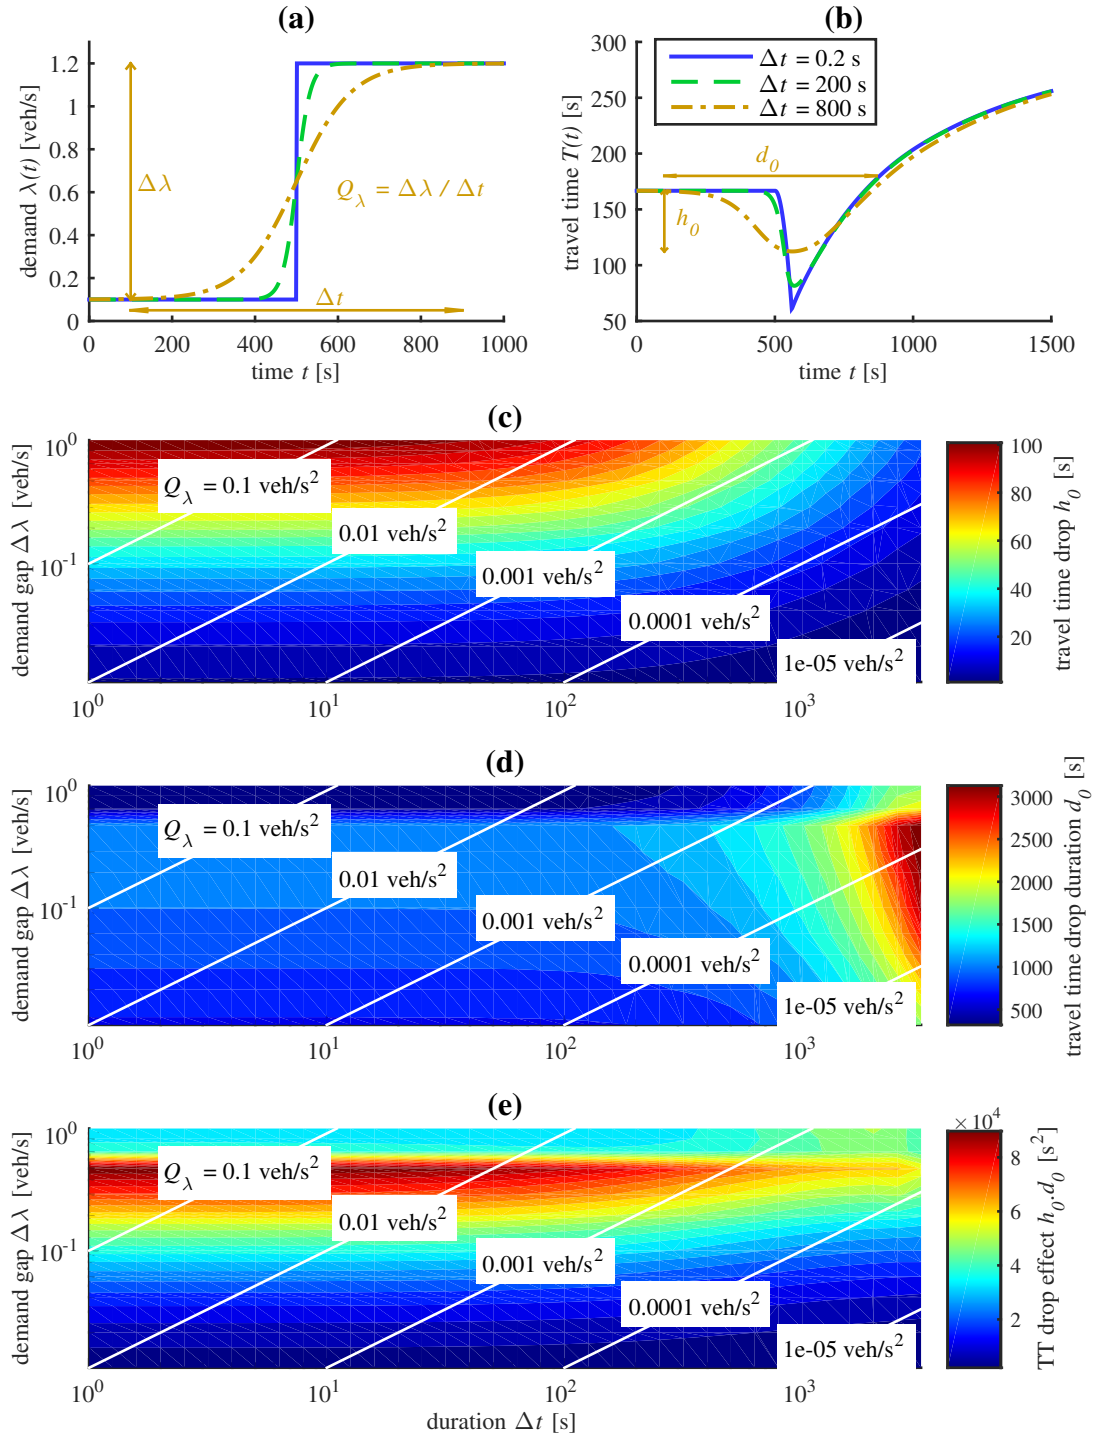 (a)
demand λ(t) [veh/s]
1.2
1
0.8
0.6
0.4
0.2
0
Δλ
Q_λ = Δλ / Δt
Δt
0 200 400 600 800 1000
time t [s]
(b)
travel time T(t) [s]
300
250
200
150
100
50
Δt = 0.2 s
Δt = 200 s
Δt = 800 s
d_0
h_0
0 500 1000 1500
time t [s]
(c)
demand gap Δλ [veh/s]
10^0
10^-1
Q_λ = 0.1 veh/s^2
0.01 veh/s^2
0.001 veh/s^2
0.0001 veh/s^2
1e-05 veh/s^2
10^0 10^1 10^2 10^3
100
80
60
40
20
travel time drop h_0 [s]
(d)
demand gap Δλ [veh/s]
10^0
10^-1
Q_λ = 0.1 veh/s^2
0.01 veh/s^2
0.001 veh/s^2
0.0001 veh/s^2
1e-05 veh/s^2
10^0 10^1 10^2 10^3
3000
2500
2000
1500
1000
500
travel time drop duration d_0 [s]
(e)
demand gap Δλ [veh/s]
10^0
10^-1
Q_λ = 0.1 veh/s^2
0.01 veh/s^2
0.001 veh/s^2
0.0001 veh/s^2
1e-05 veh/s^2
10^0 10^1 10^2 10^3
duration Δt [s]
×10^4
8
6
4
2
TT drop effect h_0.d_0 [s^2]